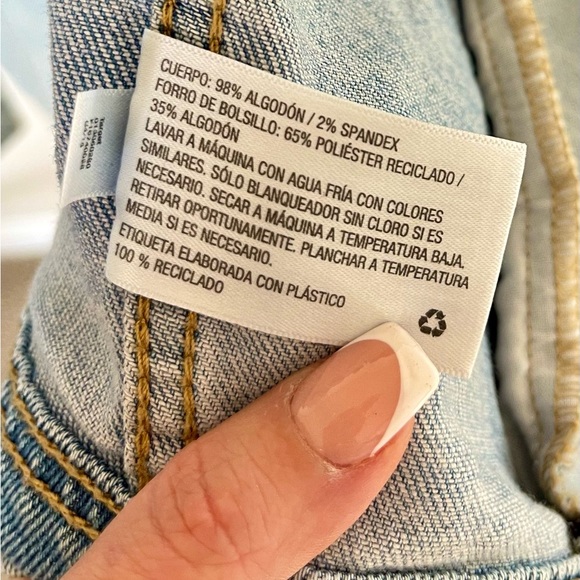 CUERPO: 98% ALGODÓN / 2% SPANDEX
FORRO DE BOLSILLO: 65% POLIÉSTER RECICLADO /
35% ALGODÓN
LAVAR A MÁQUINA CON AGUA FRÍA CON COLORES
SIMILARES. SÓLO BLANQUEADOR SIN CLORO SI ES
NECESARIO. SECAR A MÁQUINA A TEMPERATURA BAJA.
RETIRAR OPORTUNAMENTE. PLANCHAR A TEMPERATURA
MEDIA SI ES NECESARIO.
ETIQUETA ELABORADA CON PLÁSTICO
100 % RECICLADO
Target